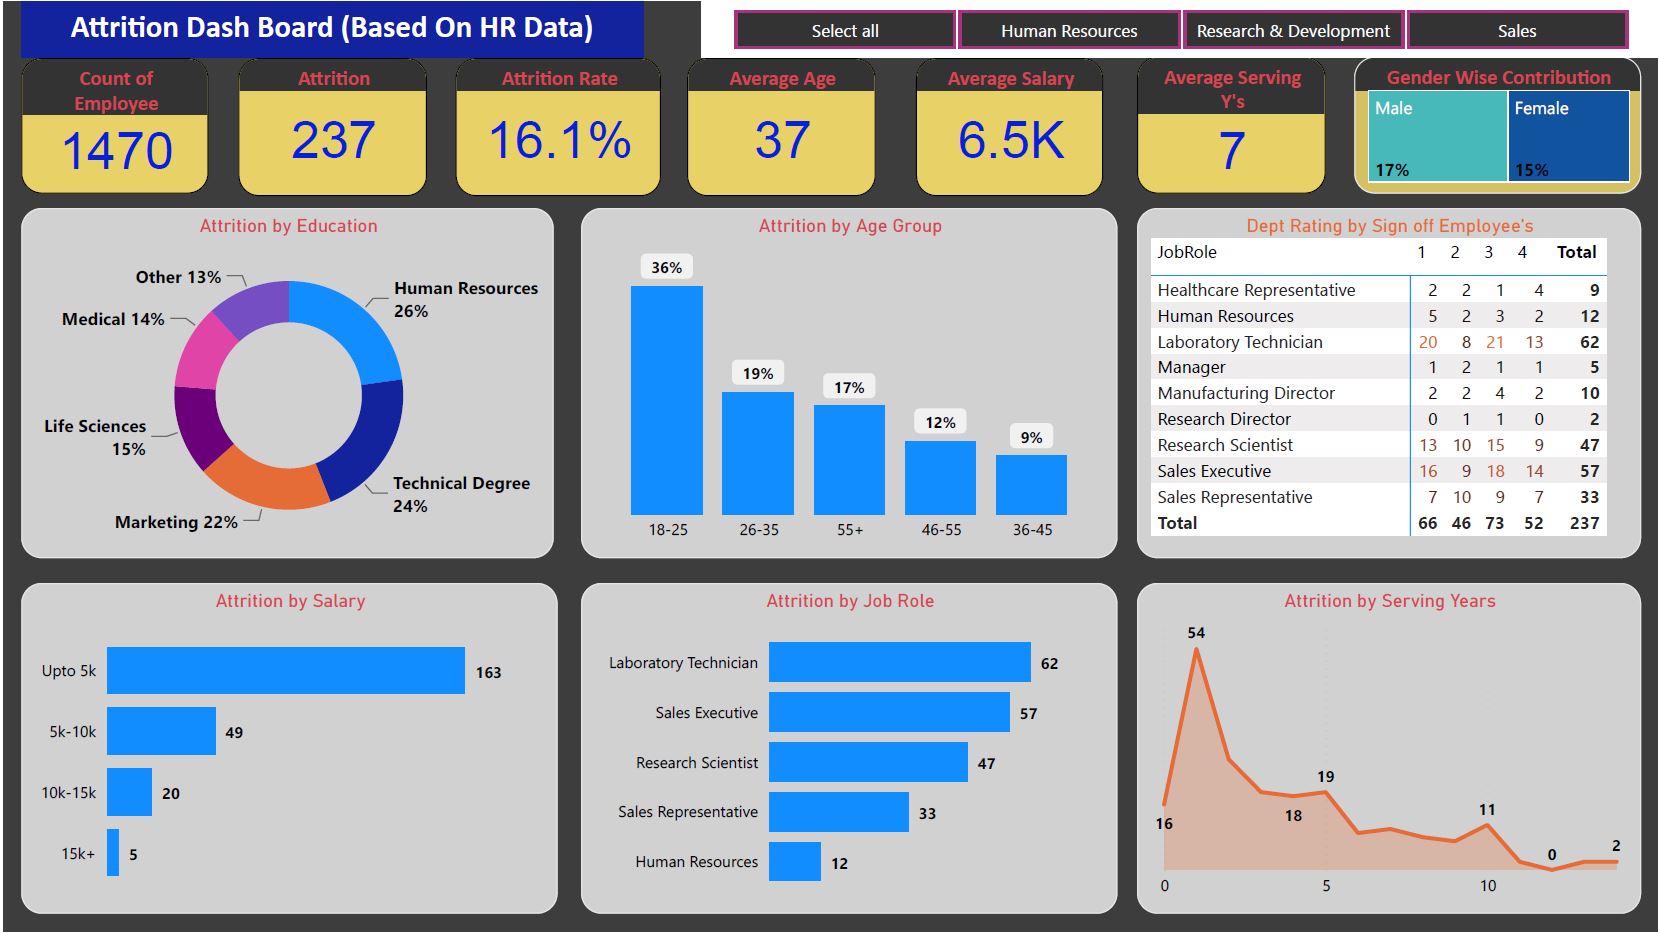 Attrition Dash Board (Based On HR Data)
Select all
Human Resources
Research & Development
Sales
Count of
Employee
1470
Attrition
237
Attrition Rate
16.1%
Average Age
37
Average Salary
6.5K
Average Serving
Y's
7
Gender Wise Contribution
Male
17%
Female
15%
Attrition by Education
Human Resources
26%
Technical Degree
24%
Marketing 22%
Life Sciences
15%
Medical 14%
Other 13%
Attrition by Age Group
36%
19%
17%
12%
9%
18-25
26-35
55+
46-55
36-45
Dept Rating by Sign off Employee's
JobRole 1 2 3 4 Total
Healthcare Representative 2 2 1 4 9
Human Resources 5 2 3 2 12
Laboratory Technician 20 8 21 13 62
Manager 1 2 1 1 5
Manufacturing Director 2 2 4 2 10
Research Director 0 1 1 0 2
Research Scientist 13 10 15 9 47
Sales Executive 16 9 18 14 57
Sales Representative 7 10 9 7 33
Total 66 46 73 52 237
Attrition by Salary
Upto 5k 163
5k-10k 49
10k-15k 20
15k+ 5
Attrition by Job Role
Laboratory Technician 62
Sales Executive 57
Research Scientist 47
Sales Representative 33
Human Resources 12
Attrition by Serving Years
54
16
18
19
11
0
2
0 5 10